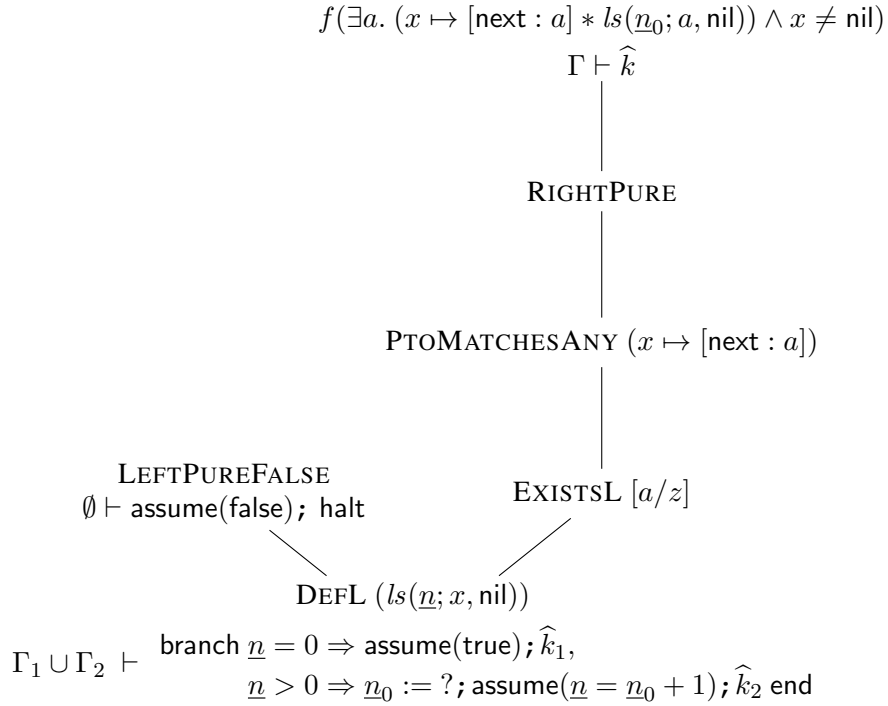 f(∃a. (x ↦ [next : a] ∗ ls(n̲₀; a, nil)) ∧ x ≠ nil)
Γ ⊢ k̂
RIGHTPURE
PTOMATCHESANY (x ↦ [next : a])
LEFTPUREFALSE
∅ ⊢ assume(false); halt
EXISTSL [a/z]
DEFL (ls(n̲; x, nil))
Γ₁ ∪ Γ₂ ⊢ branch n̲ = 0 ⇒ assume(true); k̂₁,
n̲ > 0 ⇒ n̲₀ := ?; assume(n̲ = n̲₀ + 1); k̂₂ end